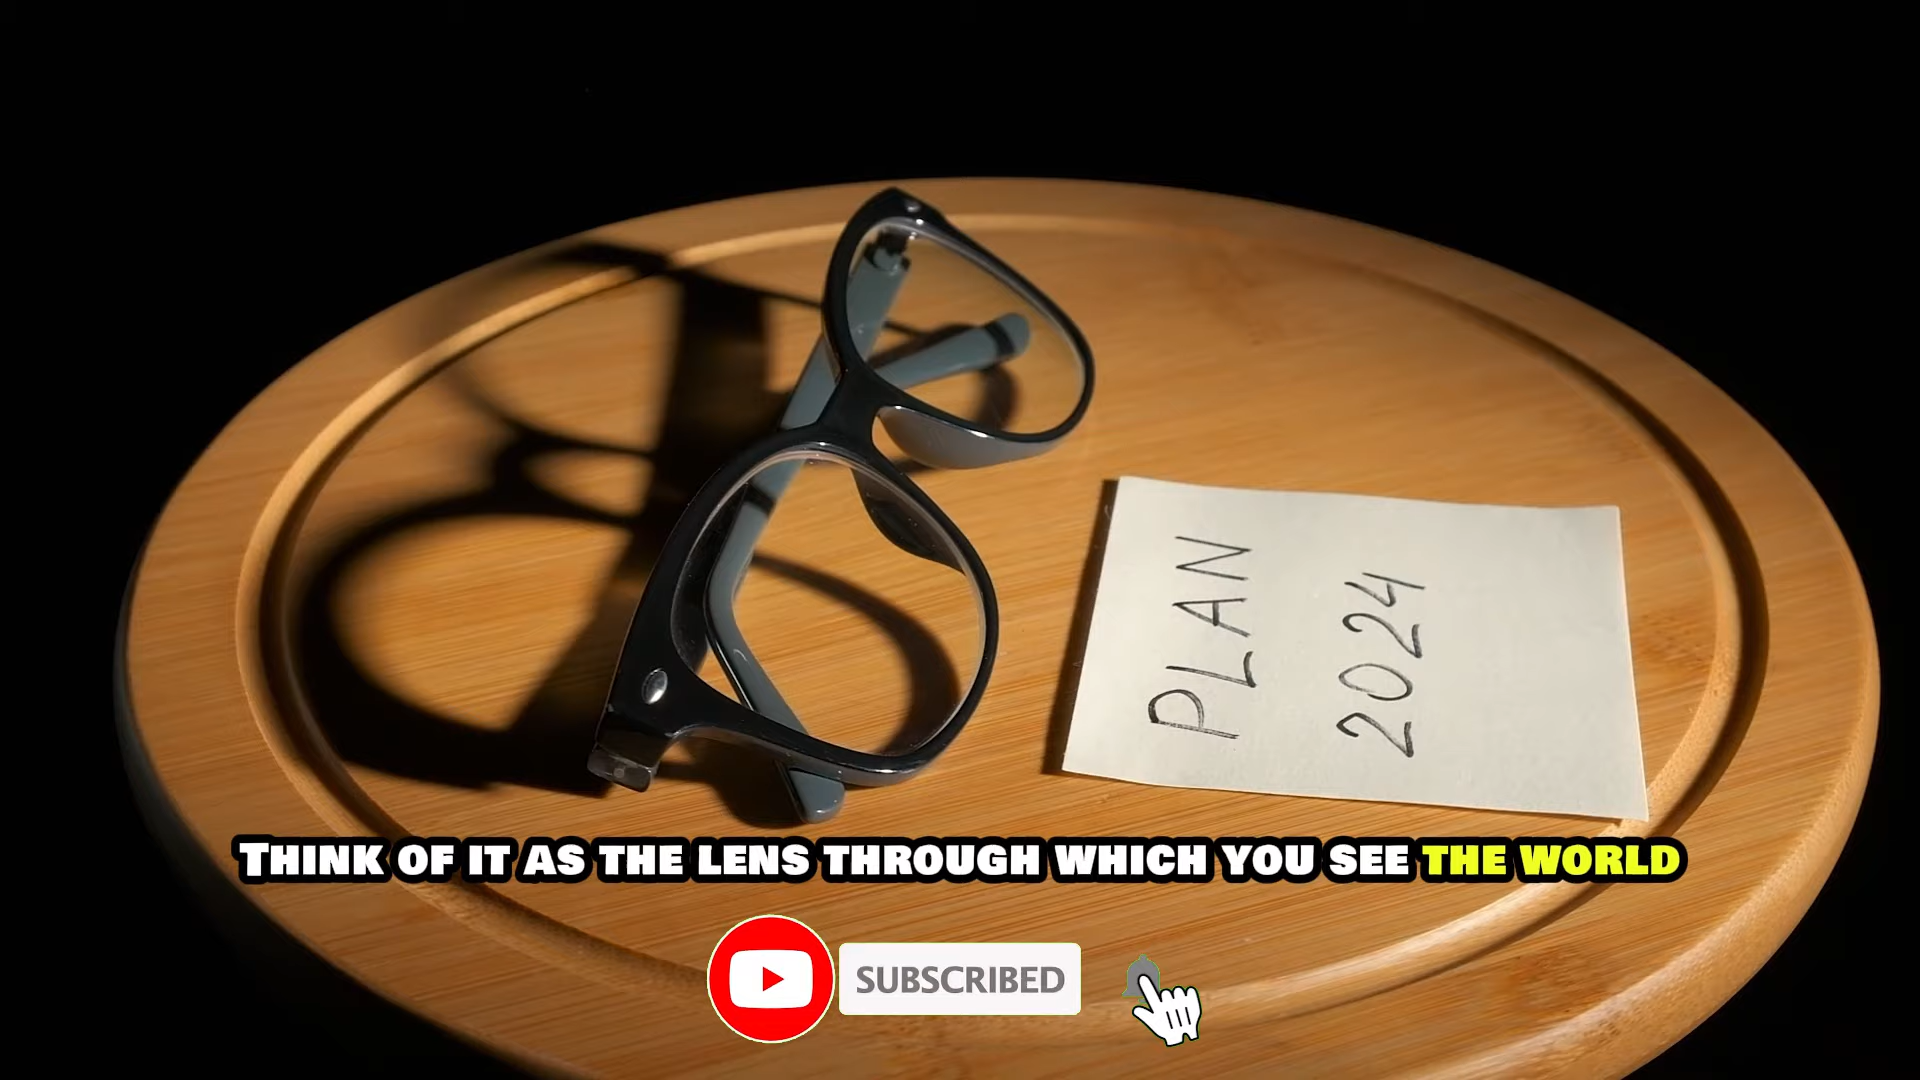 PLAN
2024
THINK OF IT AS THE LENS THROUGH WHICH YOU SEE THE WORLD
SUBSCRIBED